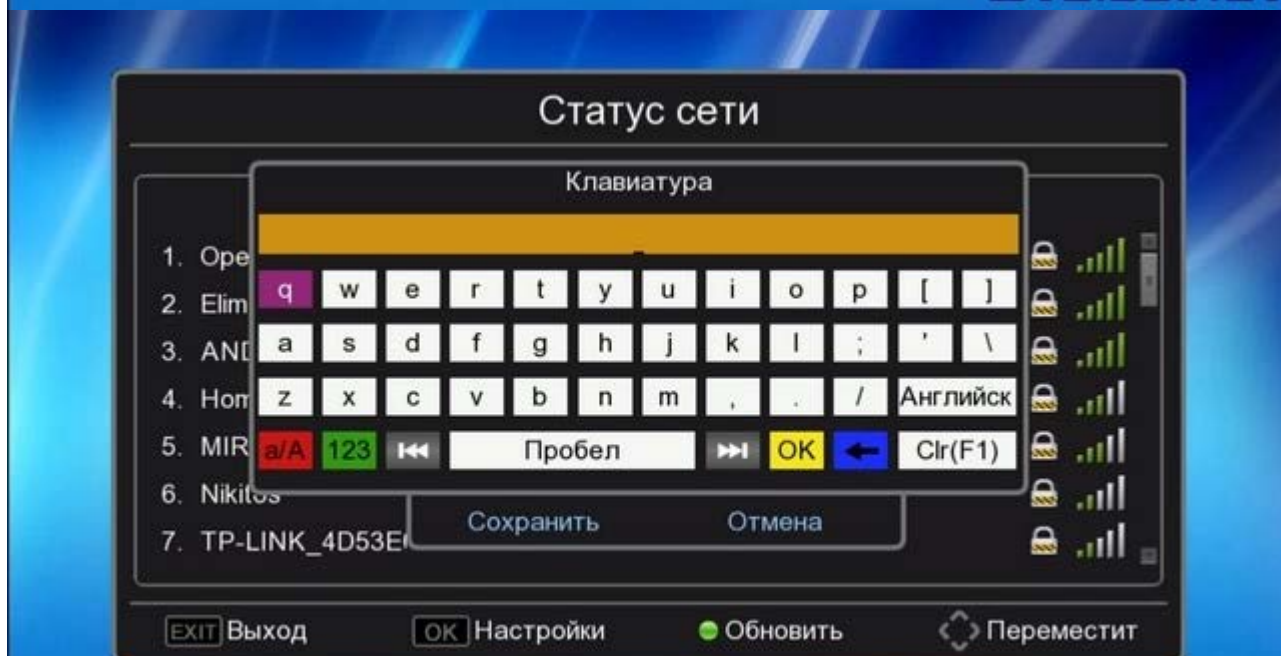 Статус сети
Клавиатура
1. Ope
q w e r t y u i o p [ ]
2. Elim
a s d f g h j k l ; ' \
3. AND
z x c v b n m , . / Английск
4. Hom
a/A 123 Пробел OK Clr(F1)
5. MIR
6. Nikitos
Сохранить Отмена
7. TP-LINK_4D53E
EXIT Выход OK Настройки Обновить Переместит